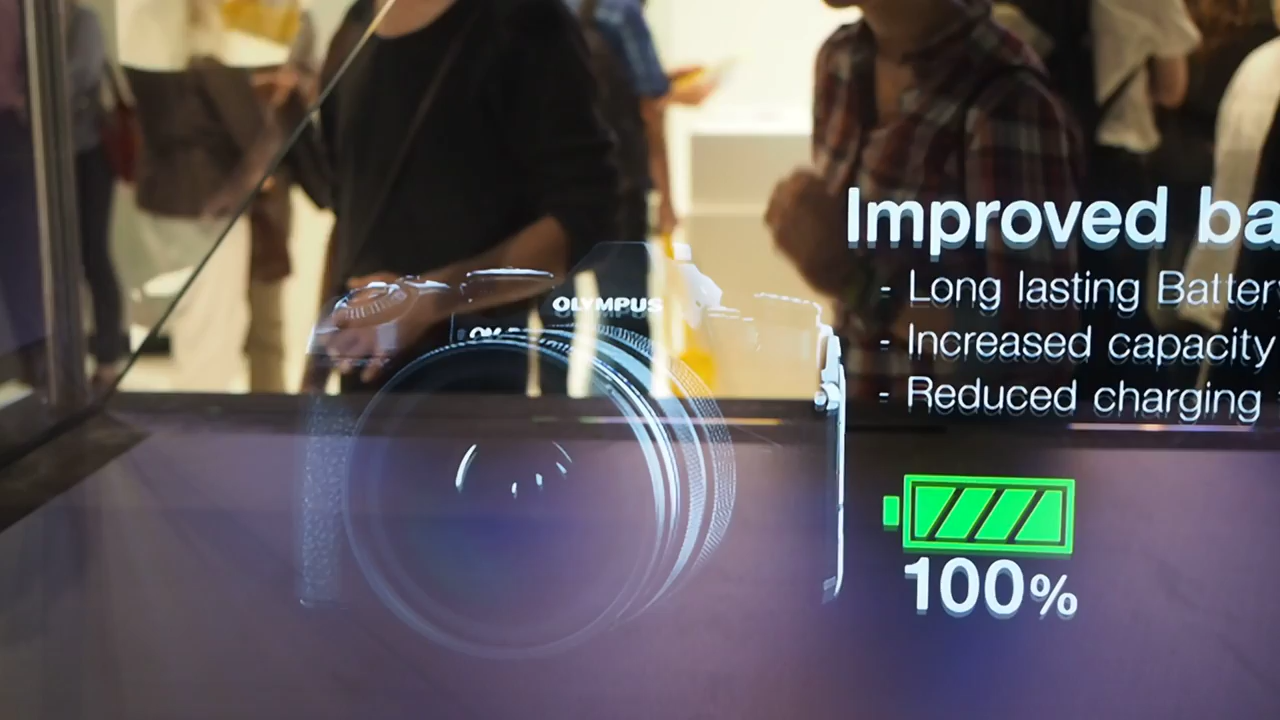 Improved ba
- Long lasting Battery
- Increased capacity
- Reduced charging
OLYMPUS
100%